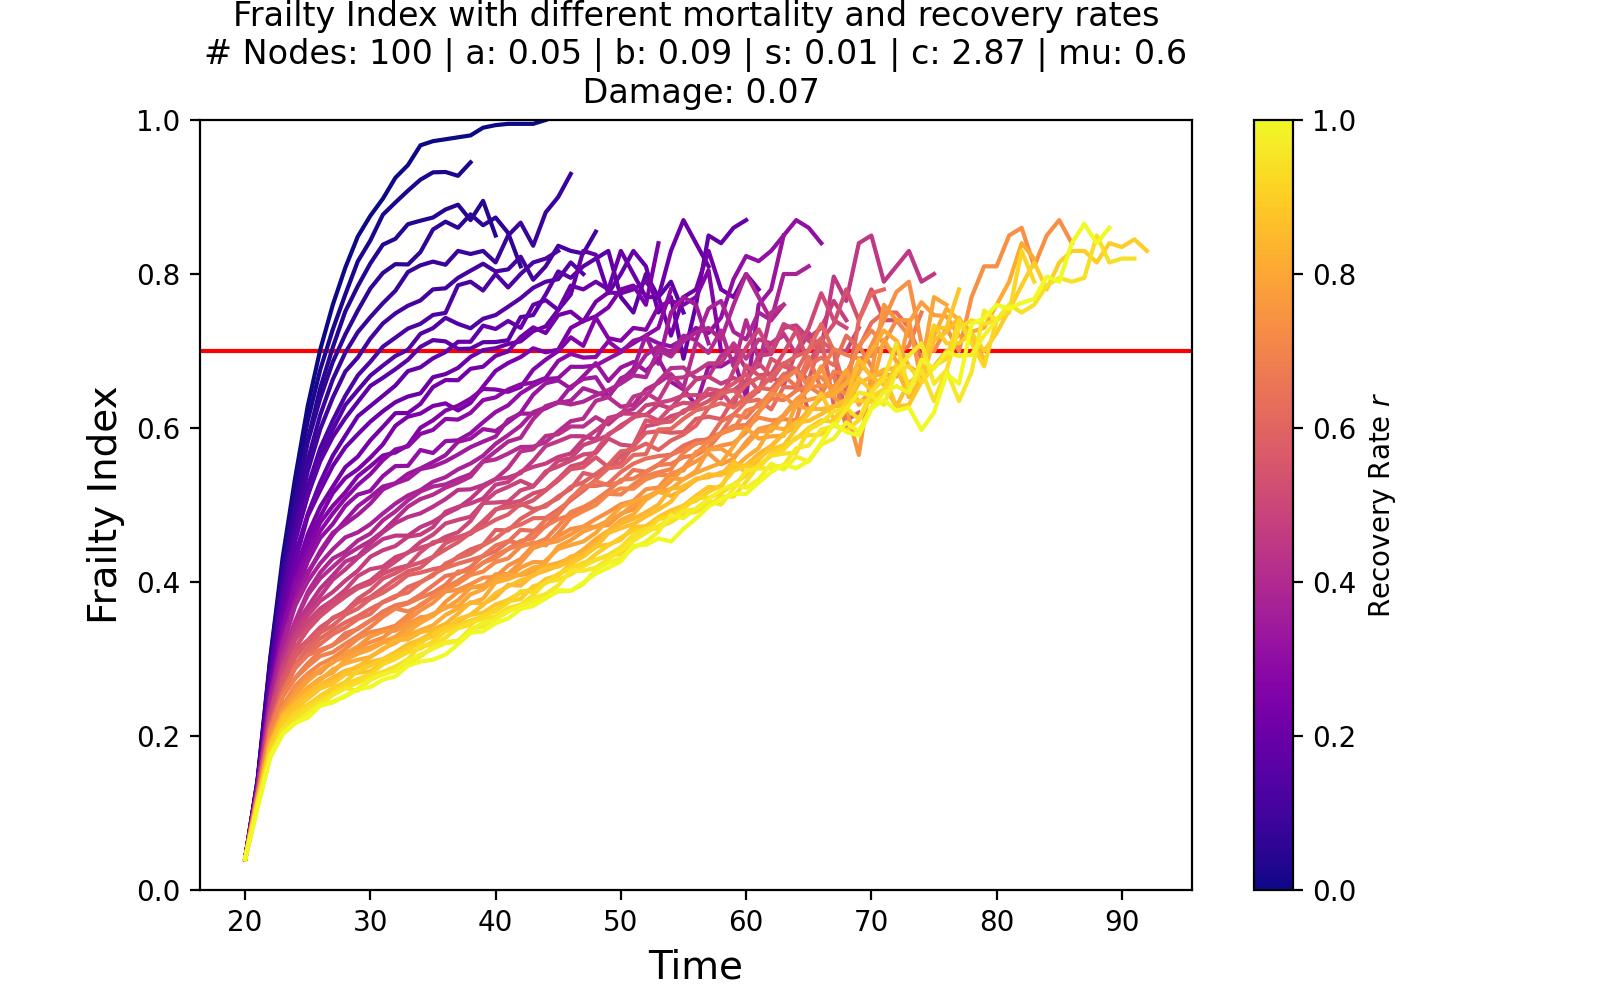 Frailty Index with different mortality and recovery rates
# Nodes: 100 | a: 0.05 | b: 0.09 | s: 0.01 | c: 2.87 | mu: 0.6
Damage: 0.07
Frailty Index
1.0
0.8
0.6
0.4
0.2
0.0
20 30 40 50 60 70 80 90
Time
1.0
0.8
0.6
0.4
0.2
0.0
Recovery Rate r